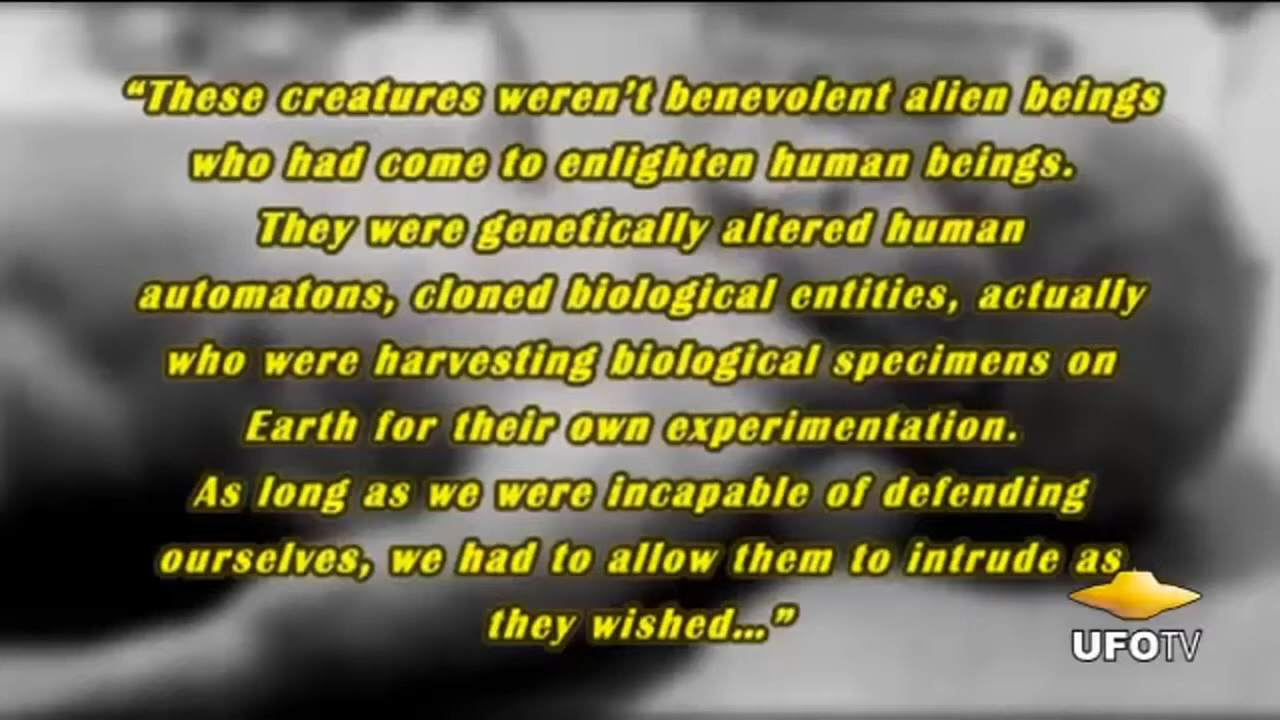 “These creatures weren’t benevolent alien beings
who had come to enlighten human beings.
They were genetically altered human
automatons, cloned biological entities, actually
who were harvesting biological specimens on
Earth for their own experimentation.
As long as we were incapable of defending
ourselves, we had to allow them to intrude as
they wished...”
UFOTV